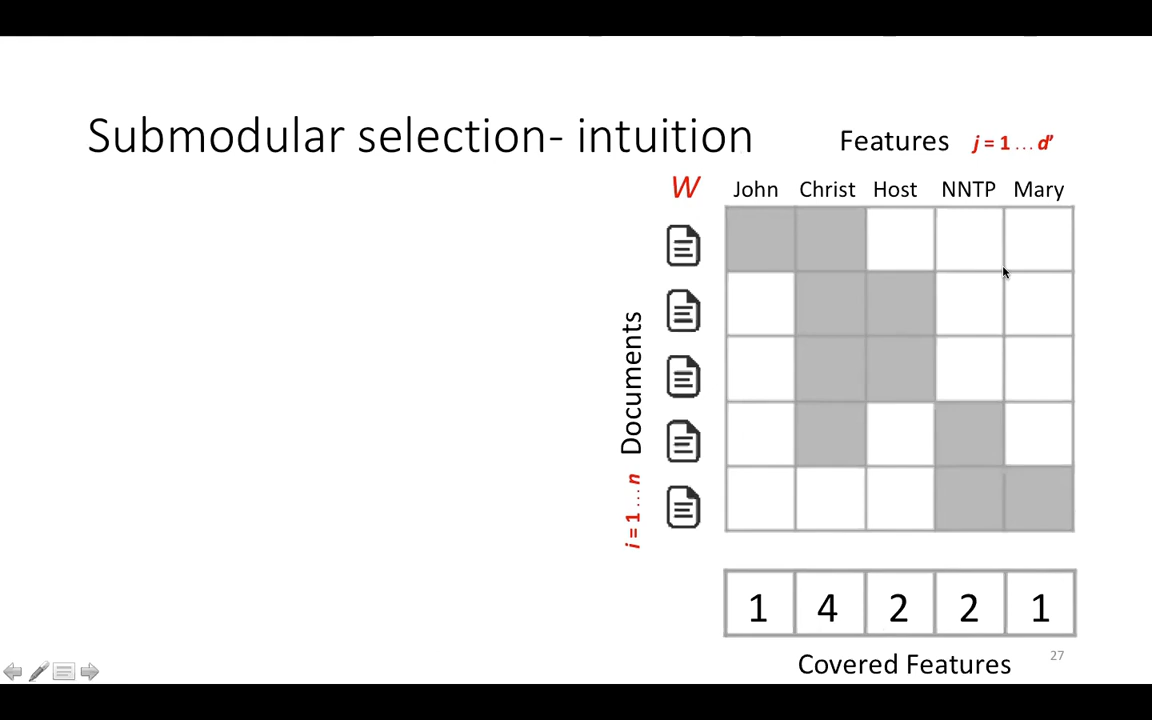 Submodular selection- intuition
Features j = 1 ... d’
W
John Christ Host NNTP Mary
Documents
i = 1 ... n
1 4 2 2 1
Covered Features
27